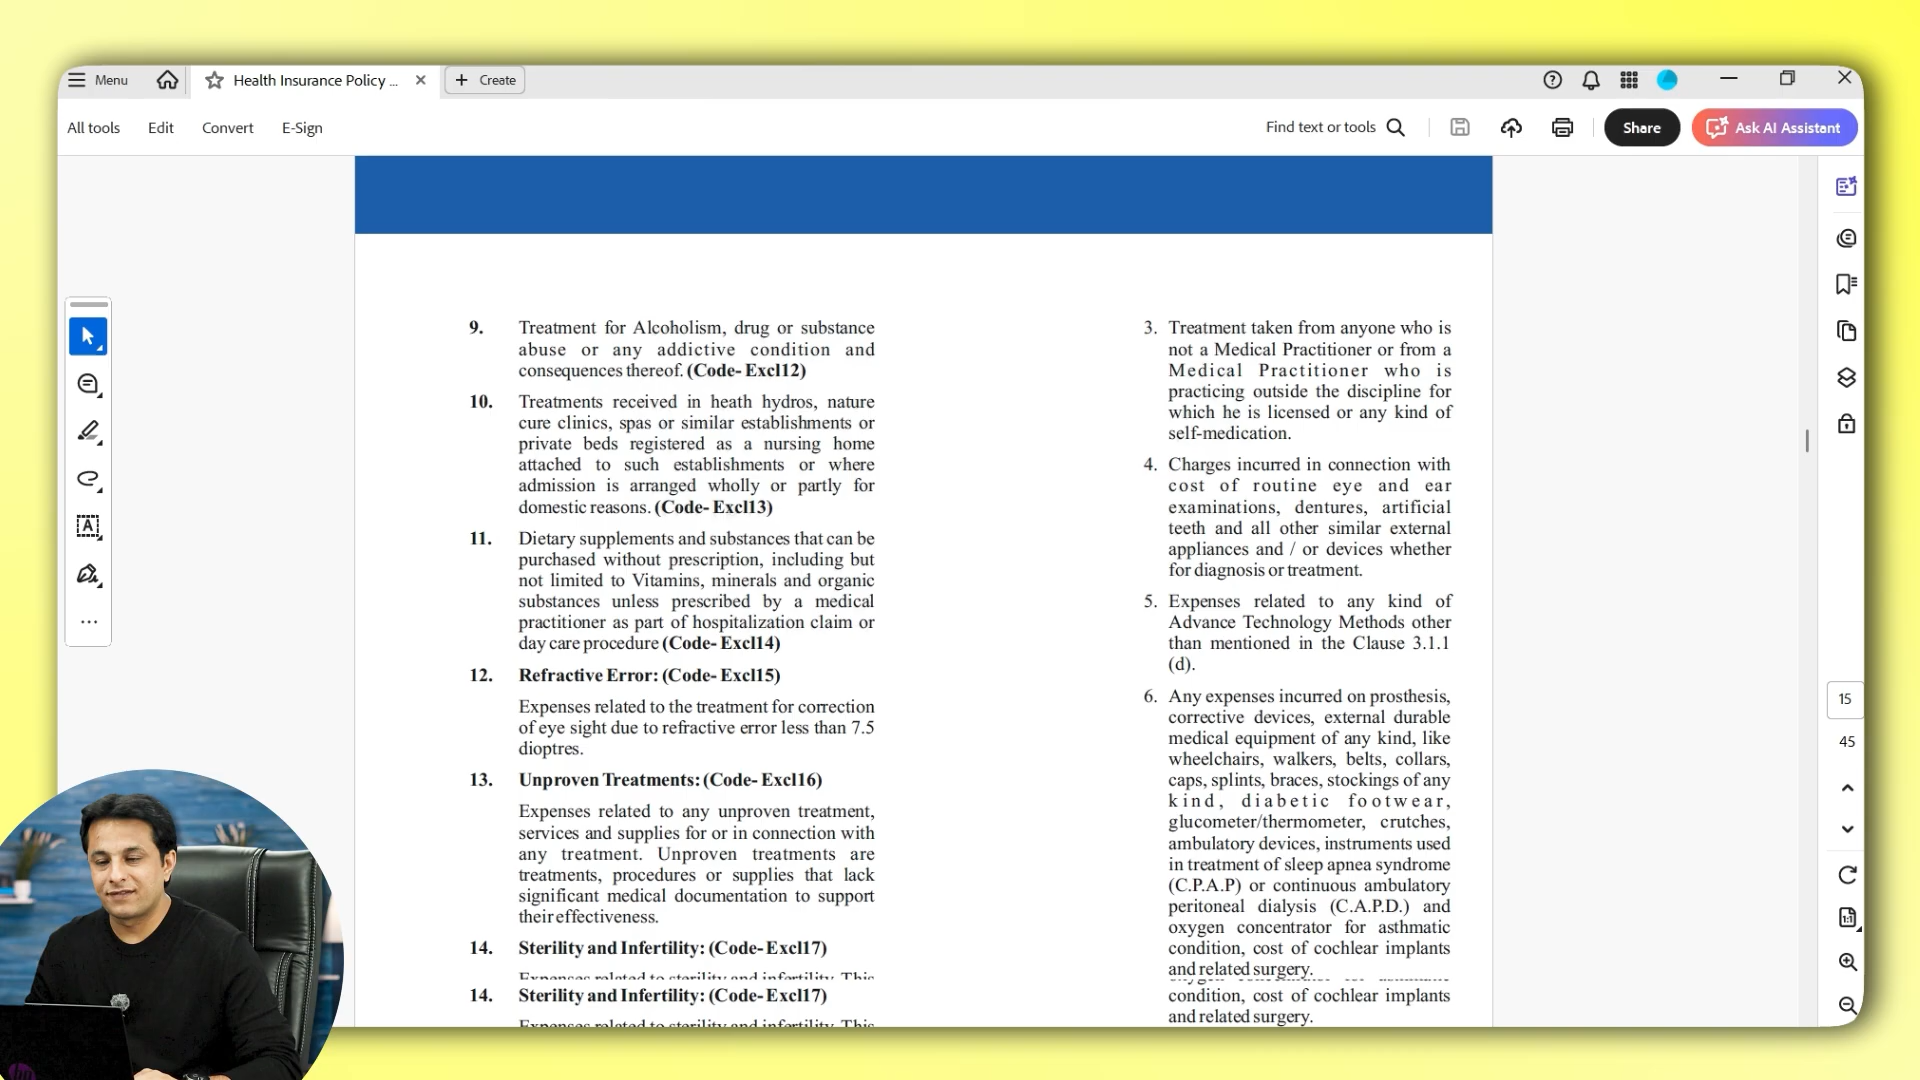 Menu
Health Insurance Policy ...
Create
All tools
Edit
Convert
E-Sign
Find text or tools
Share
Ask AI Assistant
9. Treatment for Alcoholism, drug or substance
abuse or any addictive condition and
consequences thereof. (Code- Excl12)
10. Treatments received in heath hydros, nature
cure clinics, spas or similar establishments or
private beds registered as a nursing home
attached to such establishments or where
admission is arranged wholly or partly for
domestic reasons. (Code- Excl13)
11. Dietary supplements and substances that can be
purchased without prescription, including but
not limited to Vitamins, minerals and organic
substances unless prescribed by a medical
practitioner as part of hospitalization claim or
day care procedure (Code- Excl14)
12. Refractive Error: (Code- Excl15)
Expenses related to the treatment for correction
of eye sight due to refractive error less than 7.5
dioptres.
13. Unproven Treatments: (Code- Excl16)
Expenses related to any unproven treatment,
services and supplies for or in connection with
any treatment. Unproven treatments are
treatments, procedures or supplies that lack
significant medical documentation to support
their effectiveness.
14. Sterility and Infertility: (Code- Excl17)
Expenses related to sterility and infertility. This
14. Sterility and Infertility: (Code- Excl17)
Expenses related to sterility and infertility. This
3. Treatment taken from anyone who is
not a Medical Practitioner or from a
Medical Practitioner who is
practicing outside the discipline for
which he is licensed or any kind of
self-medication.
4. Charges incurred in connection with
cost of routine eye and ear
examinations, dentures, artificial
teeth and all other similar external
appliances and / or devices whether
for diagnosis or treatment.
5. Expenses related to any kind of
Advance Technology Methods other
than mentioned in the Clause 3.1.1
(d).
6. Any expenses incurred on prosthesis,
corrective devices, external durable
medical equipment of any kind, like
wheelchairs, walkers, belts, collars,
caps, splints, braces, stockings of any
kind, diabetic footwear,
glucometer/thermometer, crutches,
ambulatory devices, instruments used
in treatment of sleep apnea syndrome
(C.P.A.P) or continuous ambulatory
peritoneal dialysis (C.A.P.D.) and
oxygen concentrator for asthmatic
condition, cost of cochlear implants
and related surgery.
condition, cost of cochlear implants
and related surgery.
15
45